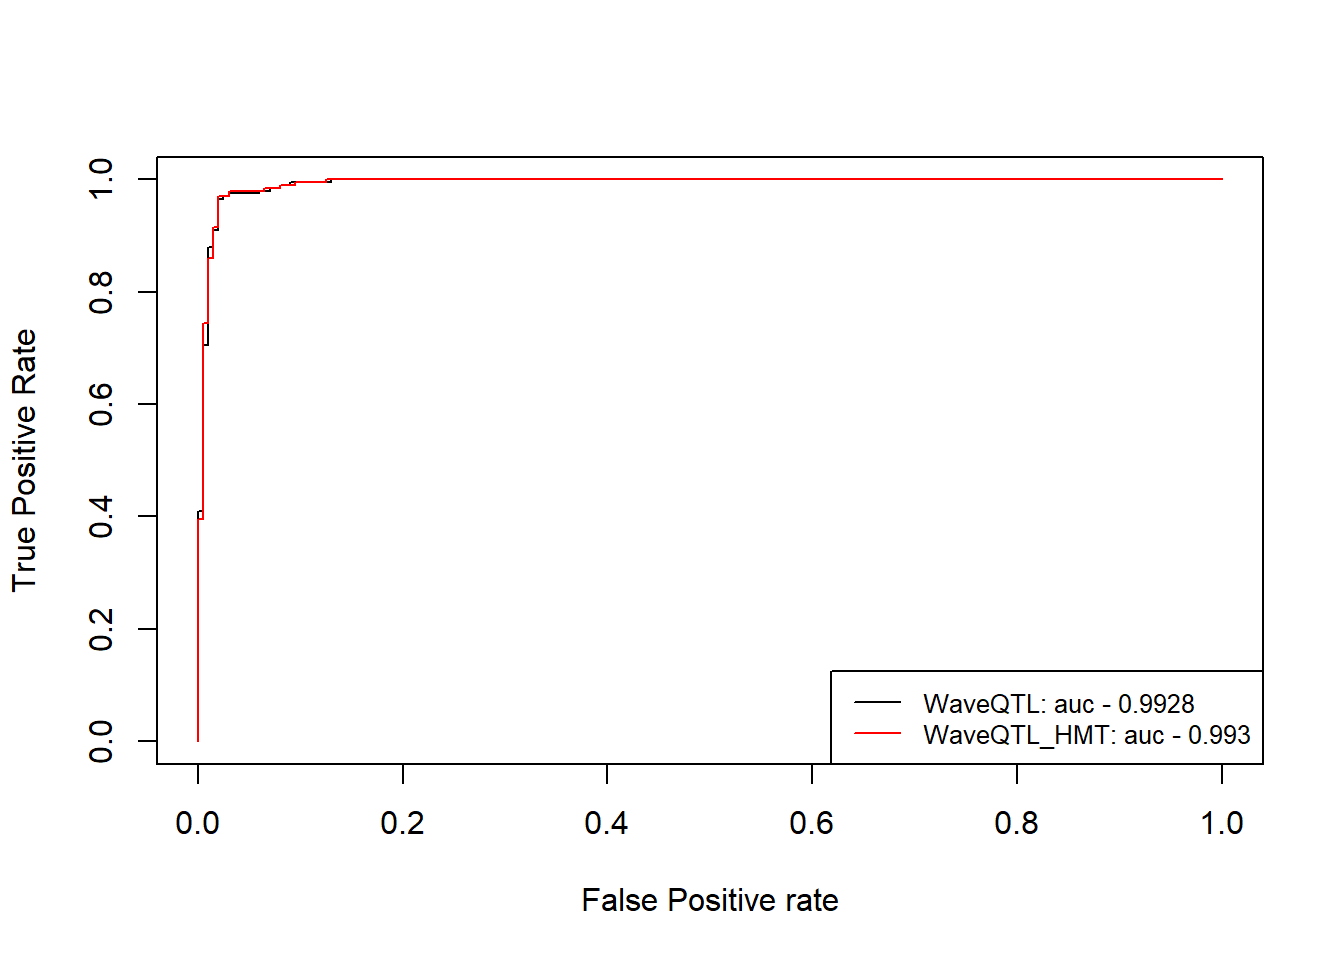 True Positive Rate
1.0
0.8
0.6
0.4
0.2
0.0
WaveQTL: auc - 0.9928
WaveQTL_HMT: auc - 0.993
0.0 0.2 0.4 0.6 0.8 1.0
False Positive rate